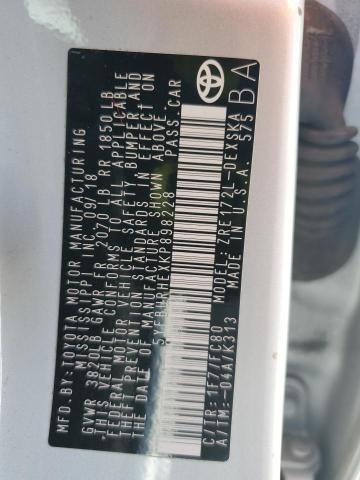 MFD.BY:TOYOTA MOTOR MANUFACTURING
MISSISSIPPI INC. 09/18
GVWR 3820LB GAWR FR 2070 LB RR 1850LB
THIS VEHICLE CONFORMS TO ALL APPLICABLE
FEDERAL MOTOR VEHICLE SAFETY, BUMPER, AND
THEFT PREVENTION STANDARDS IN EFFECT ON
THE DATE OF MANUFACTURE SHOWN ABOVE.
5YFBURHEXKP898228 PASS.CAR
C/TR:1F7/FC80 MODEL: ZRE172L-DEXSKA
A/TM:-04A/K313 MADE IN U.S.A. 575
BA